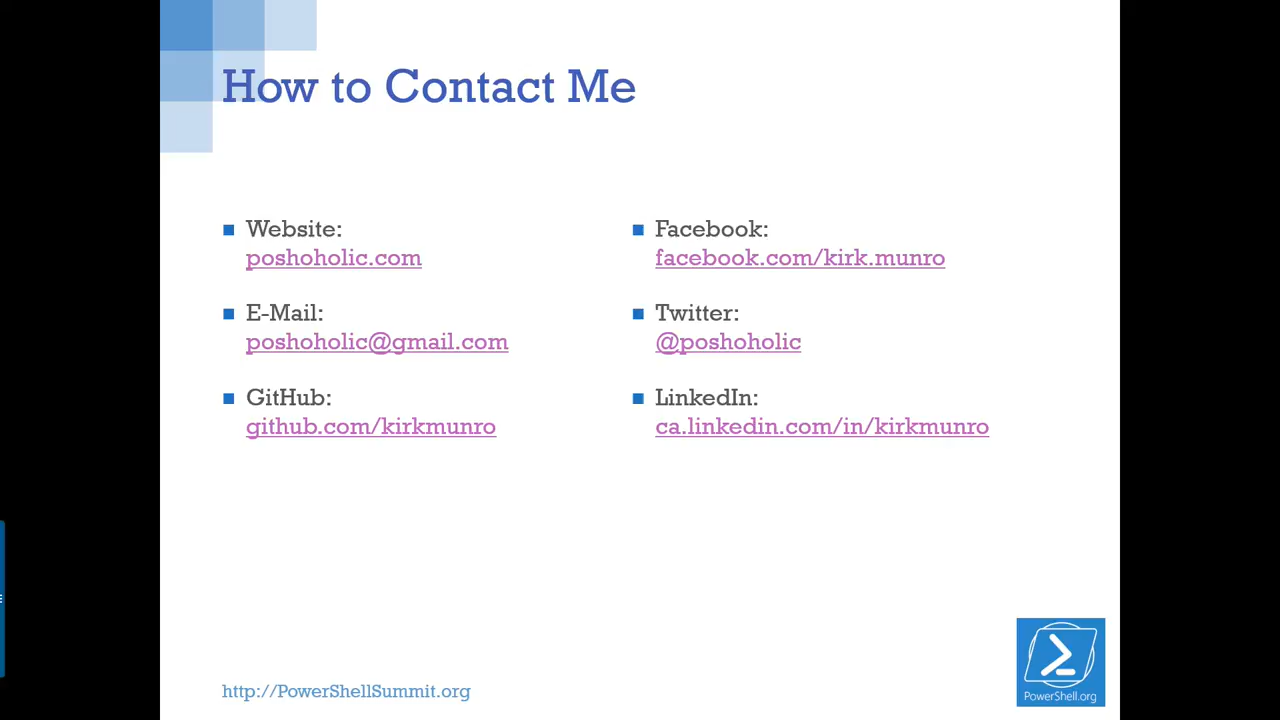 How to Contact Me
Website:
poshoholic.com
E-Mail:
poshoholic@gmail.com
GitHub:
github.com/kirkmunro
Facebook:
facebook.com/kirk.munro
Twitter:
@poshoholic
LinkedIn:
ca.linkedin.com/in/kirkmunro
http://PowerShellSummit.org
PowerShell.org